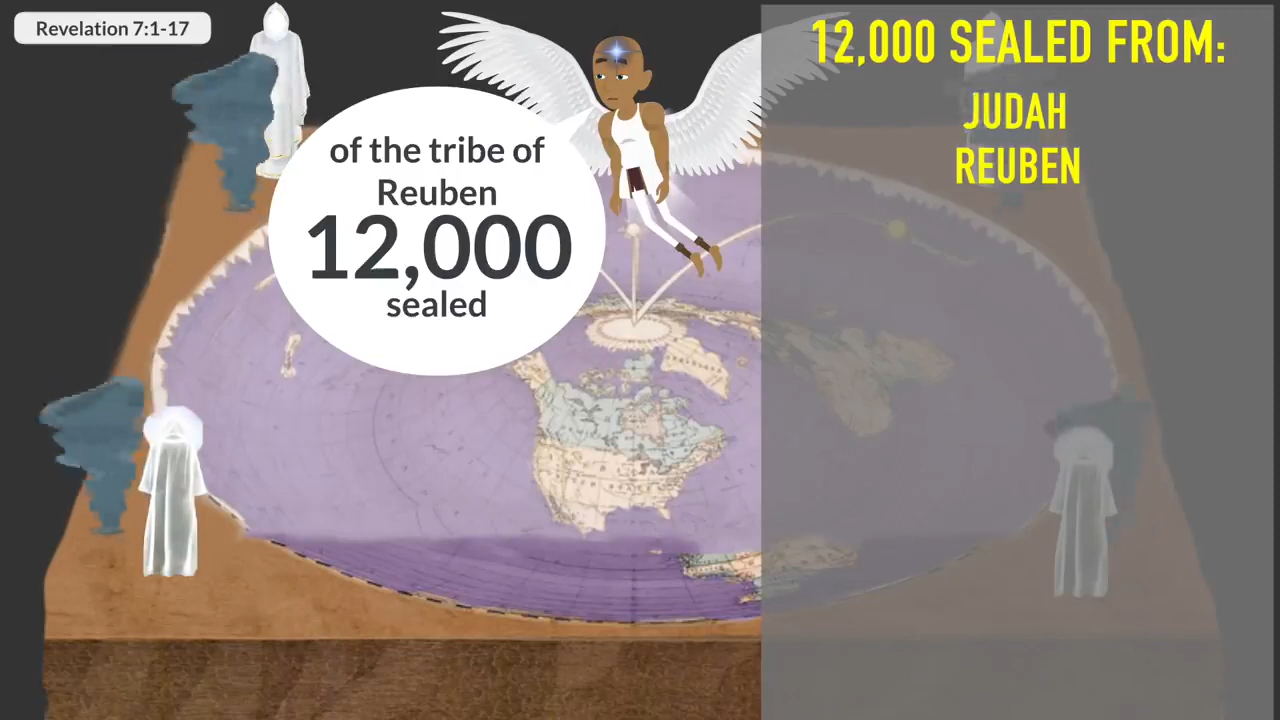 Revelation 7:1-17
of the tribe of
Reuben
12,000
sealed
12,000 SEALED FROM:
JUDAH
REUBEN